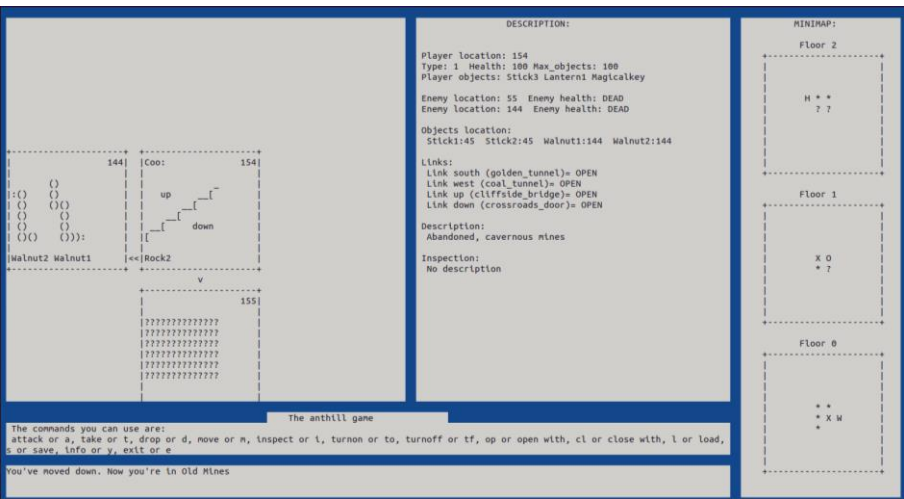 144| |Coo: 154|
()
:() () up
() ()()
() ()
() () down
()() ())):
|Walnut2 Walnut1 |<<|Rock2
v
155|
|??????????????
|??????????????
|??????????????
|??????????????
|??????????????
|??????????????
DESCRIPTION:
Player location: 154
Type: 1 Health: 100 Max_objects: 100
Player objects: Stick3 Lantern1 Magicalkey
Enemy location: 55 Enemy health: DEAD
Enemy location: 144 Enemy health: DEAD
Objects location:
Stick1:45 Stick2:45 Walnut1:144 Walnut2:144
Links:
Link south (golden_tunnel)= OPEN
Link west (coal_tunnel)= OPEN
Link up (cliffside_bridge)= OPEN
Link down (crossroads_door)= OPEN
Description:
Abandoned, cavernous mines
Inspection:
No description
MINIMAP:
Floor 2
H * *
? ?
Floor 1
X O
* ?
Floor 0
* *
* X W
*
The anthill game
The commands you can use are:
attack or a, take or t, drop or d, move or m, inspect or i, turnon or to, turnoff or tf, op or open with, cl or close with, l or load,
s or save, info or y, exit or e
You've moved down. Now you're in Old Mines